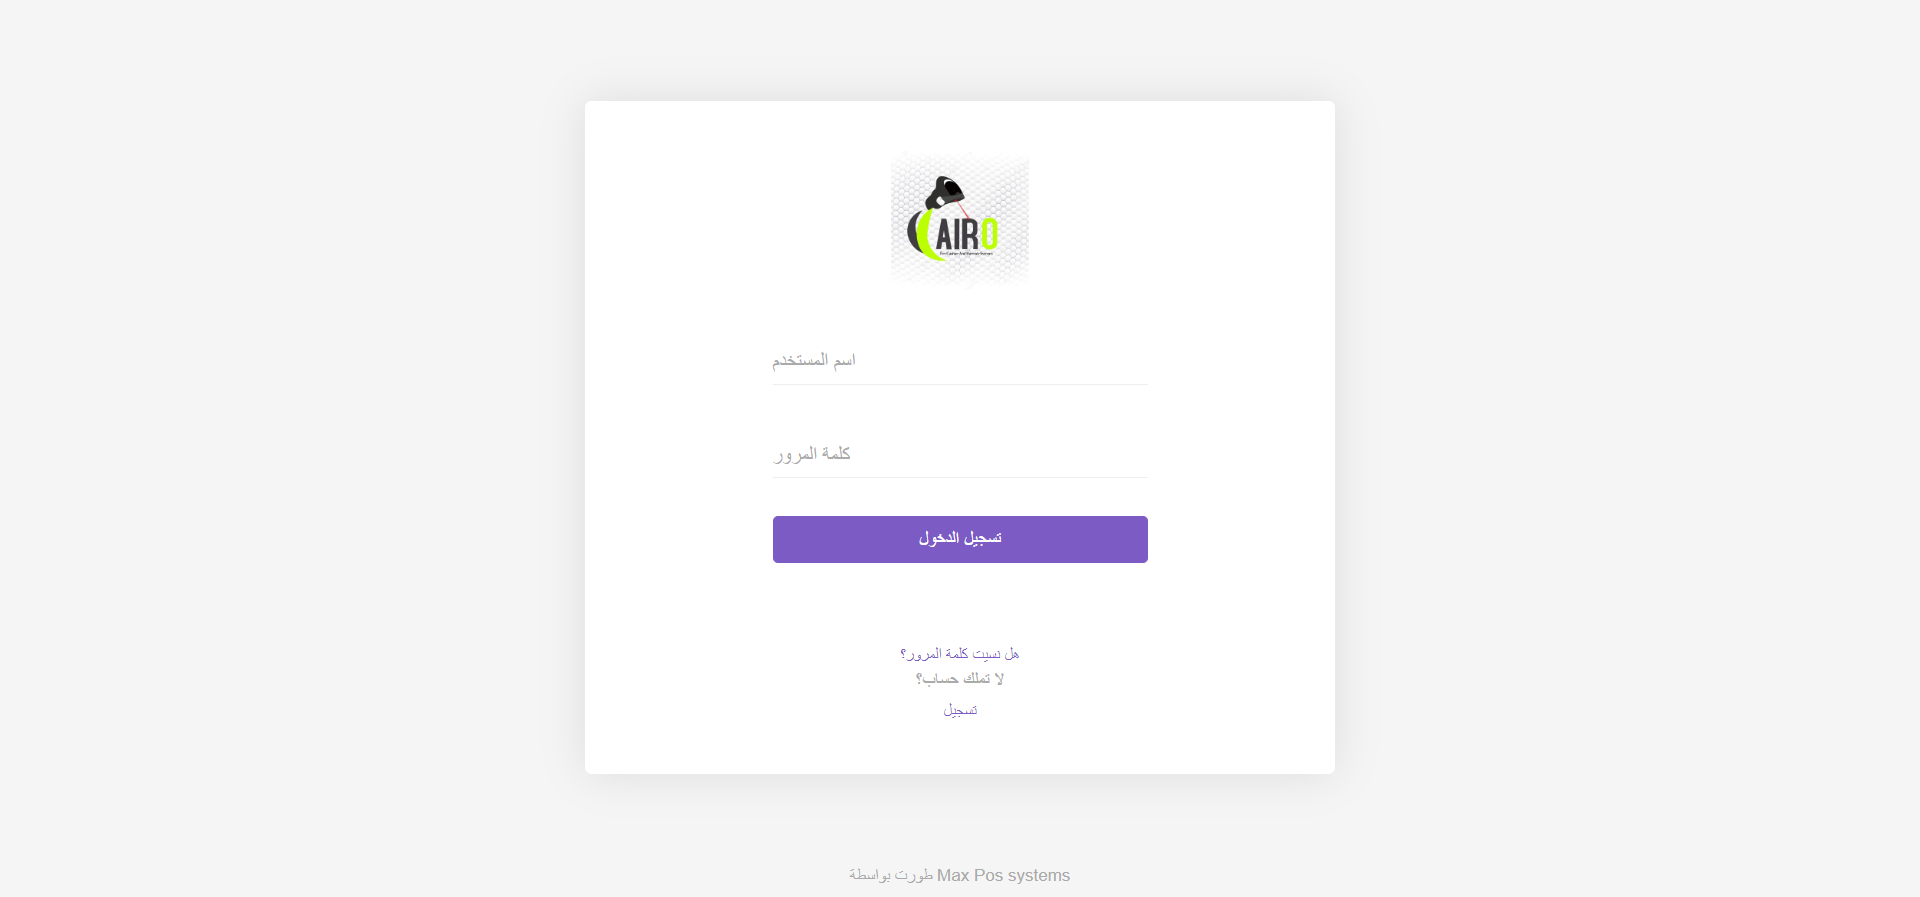 CAIRO
اسم المستخدم
كلمة المرور
تسجيل الدخول
هل نسيت كلمة المرور؟
لا تملك حساب؟
تسجيل
طورت بواسطة Max Pos systems